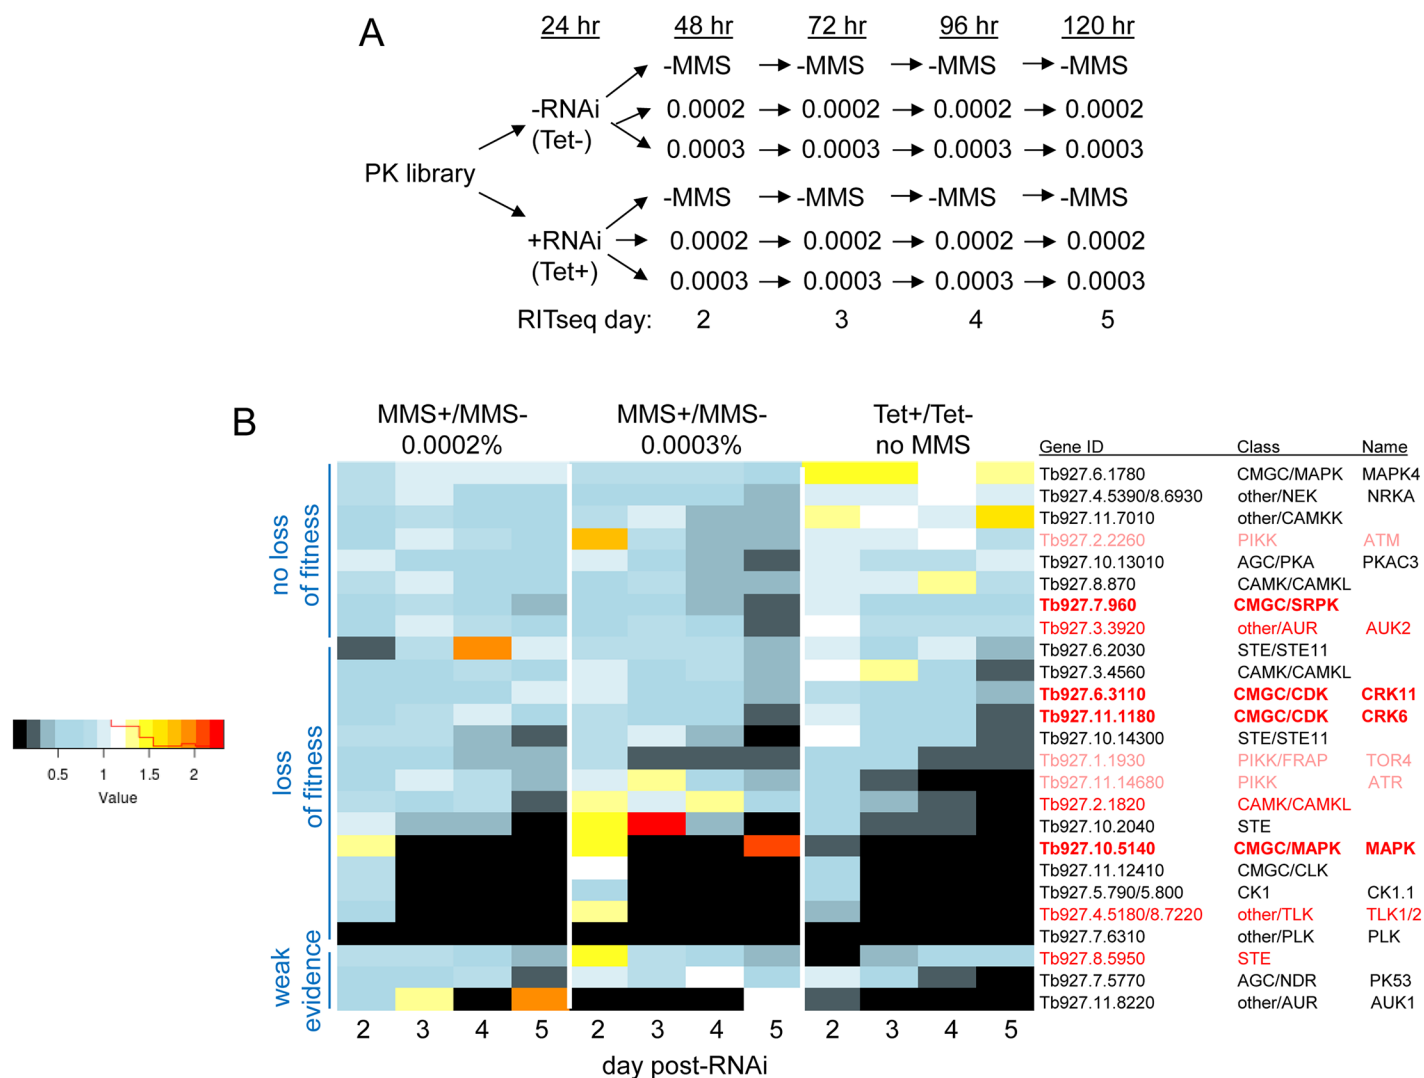 A
24 hr 48 hr 72 hr 96 hr 120 hr
-MMS -MMS -MMS -MMS
-RNAi 0.0002 0.0002 0.0002 0.0002
(Tet-) 0.0003 0.0003 0.0003 0.0003
PK library
-MMS -MMS -MMS -MMS
+RNAi 0.0002 0.0002 0.0002 0.0002
(Tet+) 0.0003 0.0003 0.0003 0.0003
RITseq day: 2 3 4 5
B
MMS+/MMS- MMS+/MMS- Tet+/Tet-
0.0002% 0.0003% no MMS
Gene ID Class Name
Tb927.6.1780 CMGC/MAPK MAPK4
Tb927.4.5390/8.6930 other/NEK NRKA
Tb927.11.7010 other/CAMKK
Tb927.2.2260 PIKK ATM
Tb927.10.13010 AGC/PKA PKAC3
Tb927.8.870 CAMK/CAMKL
Tb927.7.960 CMGC/SRPK
Tb927.3.3920 other/AUR AUK2
Tb927.6.2030 STE/STE11
Tb927.3.4560 CAMK/CAMKL
Tb927.6.3110 CMGC/CDK CRK11
Tb927.11.1180 CMGC/CDK CRK6
Tb927.10.14300 STE/STE11
Tb927.1.1930 PIKK/FRAP TOR4
Tb927.11.14680 PIKK ATR
Tb927.2.1820 CAMK/CAMKL
Tb927.10.2040 STE
Tb927.10.5140 CMGC/MAPK MAPK
Tb927.11.12410 CMGC/CLK
Tb927.5.790/5.800 CK1 CK1.1
Tb927.4.5180/8.7220 other/TLK TLK1/2
Tb927.7.6310 other/PLK PLK
Tb927.8.5950 STE
Tb927.7.5770 AGC/NDR PK53
Tb927.11.8220 other/AUR AUK1
no loss
of fitness
loss
of fitness
weak
evidence
0.5 1 1.5 2
Value
2 3 4 5 2 3 4 5 2 3 4 5
day post-RNAi